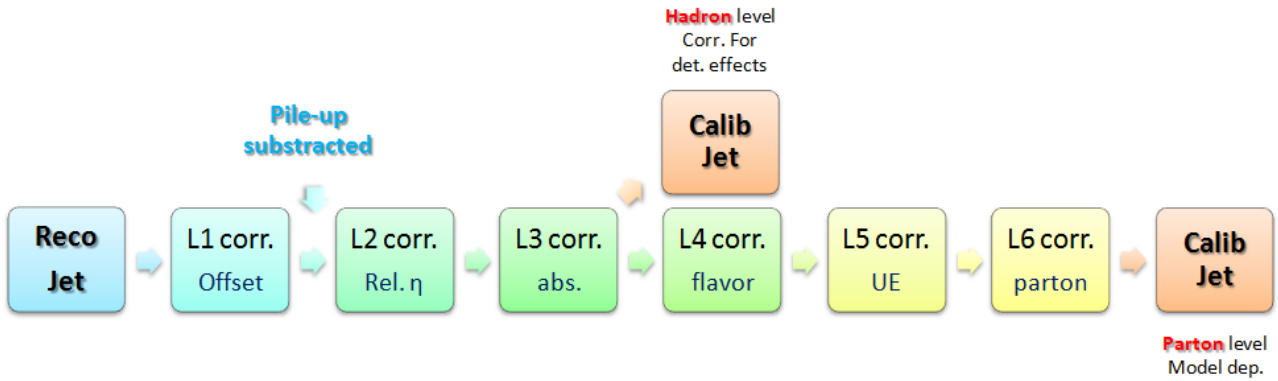 Hadron level
Corr. For
det. effects
Pile-up
substracted
Calib
Jet
Reco
Jet
L1 corr.
Offset
L2 corr.
Rel. η
L3 corr.
abs.
L4 corr.
flavor
L5 corr.
UE
L6 corr.
parton
Calib
Jet
Parton level
Model dep.